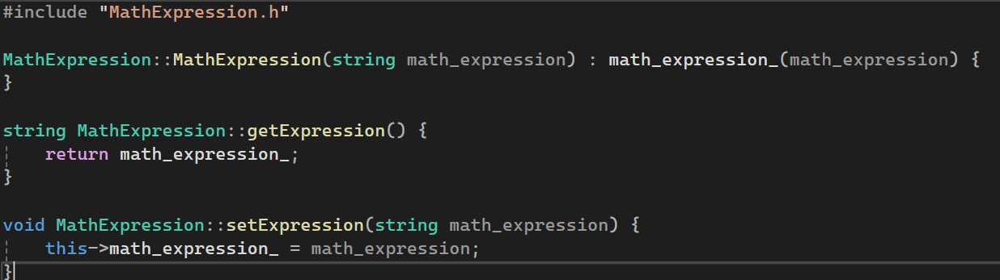 #include "MathExpression.h"
MathExpression::MathExpression(string math_expression) : math_expression_(math_expression) {
}
string MathExpression::getExpression() {
return math_expression_;
}
void MathExpression::setExpression(string math_expression) {
this->math_expression_ = math_expression;
}